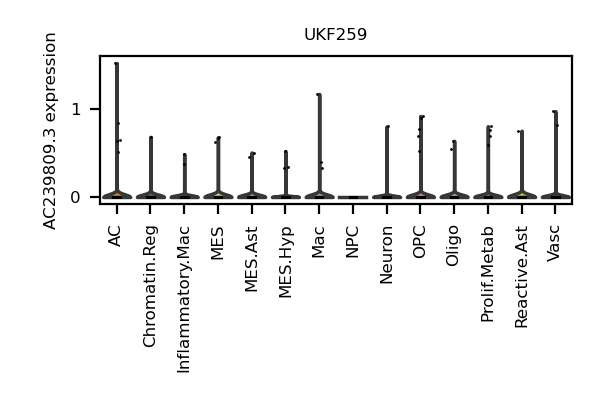 UKF259
AC239809.3 expression
1
0
AC
Chromatin.Reg
Inflammatory.Mac
MES
MES.Ast
MES.Hyp
Mac
NPC
Neuron
OPC
Oligo
Prolif.Metab
Reactive.Ast
Vasc